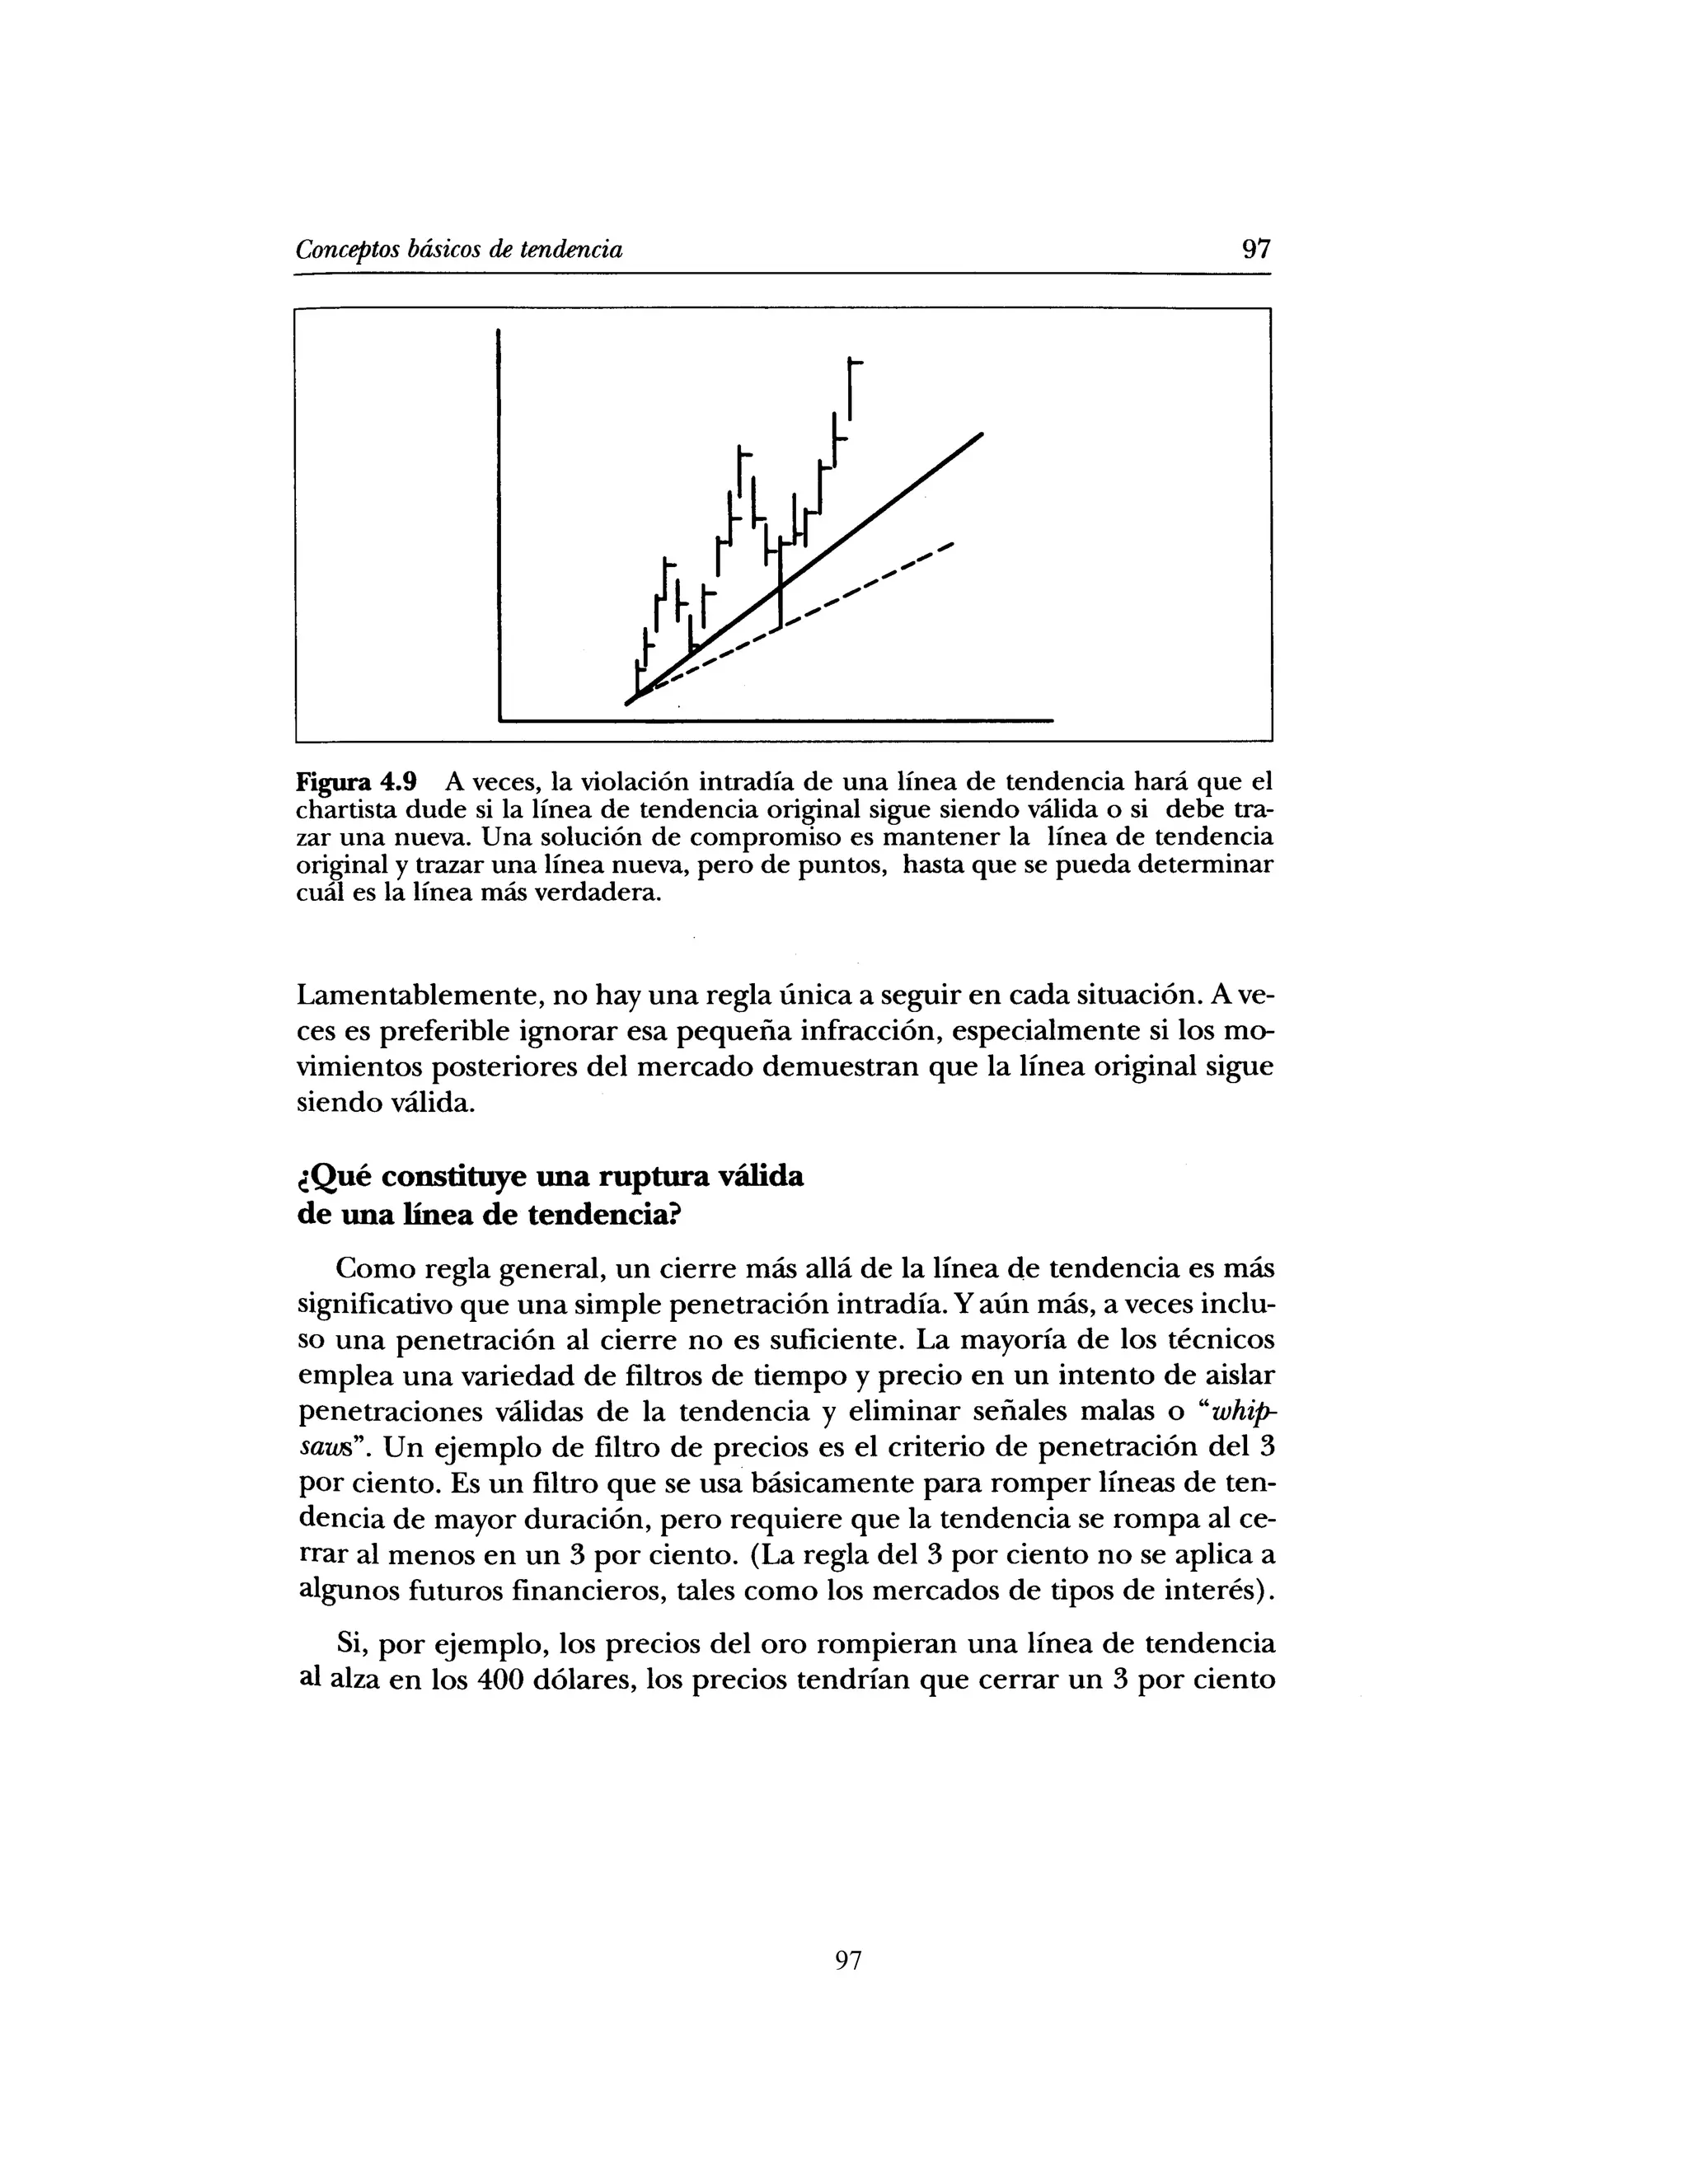 Conceptos básicos de tendencia 97
Figura 4.9 A veces, la violación intradía de una línea de tendencia hará que el
chartista dude si la línea de tendencia original sigue siendo válida o si debe tra-
zar una nueva. Una solución de compromiso es mantener la línea de tendencia
original y trazar una línea nueva, pero de puntos, hasta que se pueda determinar
cuál es la línea más verdadera.
Lamentablemente, no hay una regla única a seguir en cada situación. A ve-
ces es preferible ignorar esa pequeña infracción, especialmente si los mo-
vimientos posteriores del mercado demuestran que la línea original sigue
siendo válida.
¿Qué constituye una ruptura válida
de una línea de tendencia?
Como regla general, un cierre más allá de la línea de tendencia es más
significativo que una simple penetración intradía. Y aún más, a veces inclu-
so una penetración al cierre no es suficiente. La mayoría de los técnicos
emplea una variedad de filtros de tiempo y precio en un intento de aislar
penetraciones válidas de la tendencia y eliminar señales malas o “whip-
saws”. Un ejemplo de filtro de precios es el criterio de penetración del 3
por ciento. Es un filtro que se usa básicamente para romper líneas de ten-
dencia de mayor duración, pero requiere que la tendencia se rompa al ce-
rrar al menos en un 3 por ciento. (La regla del 3 por ciento no se aplica a
algunos futuros financieros, tales como los mercados de tipos de interés).
Si, por ejemplo, los precios del oro rompieran una línea de tendencia
al alza en los 400 dólares, los precios tendrían que cerrar un 3 por ciento
97